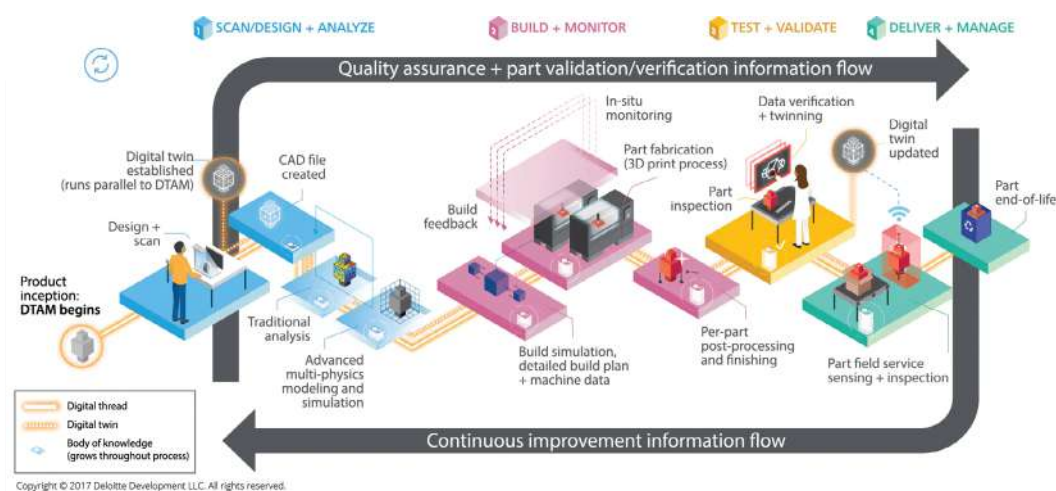 1 SCAN/DESIGN + ANALYZE
2 BUILD + MONITOR
3 TEST + VALIDATE
4 DELIVER + MANAGE
Quality assurance + part validation/verification information flow
Digital twin
established
(runs parallel to DTAM)
CAD file
created
In-situ
monitoring
Data verification
+ twinning
Digital
twin
updated
Part fabrication
(3D print process)
Part
inspection
Part
end-of-life
Build
feedback
Design +
scan
Product
inception:
DTAM begins
Traditional
analysis
Advanced
multi-physics
modeling and
simulation
Build simulation,
detailed build plan
+ machine data
Per-part
post-processing
and finishing
Part field service
sensing + inspection
Digital thread
Digital twin
Body of knowledge
(grows throughout process)
Continuous improvement information flow
Copyright © 2017 Deloitte Development LLC. All rights reserved.